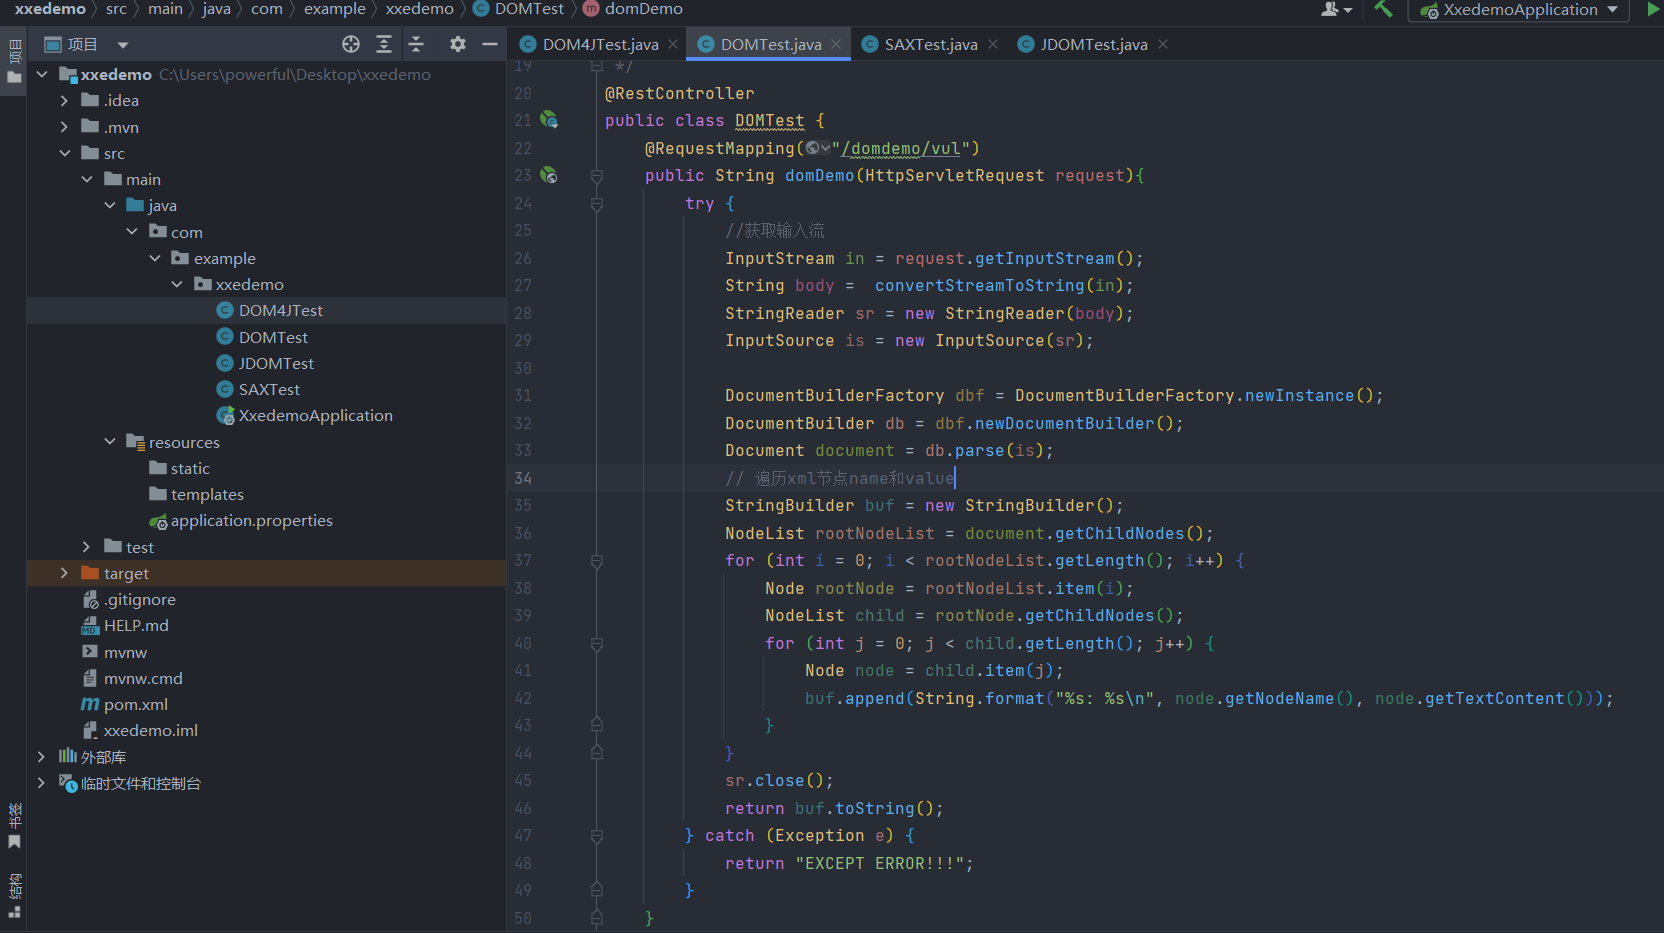 xxedemo > src > main > java > com > example > xxedemo > DOMTest > domDemo
XxedemoApplication
项目
项目
DOM4JTest.java
DOMTest.java
SAXTest.java
JDOMTest.java
xxedemo C:\Users\powerful\Desktop\xxedemo
.idea
.mvn
src
main
java
com
example
xxedemo
DOM4JTest
DOMTest
JDOMTest
SAXTest
XxedemoApplication
resources
static
templates
application.properties
test
target
.gitignore
HELP.md
mvnw
mvnw.cmd
pom.xml
xxedemo.iml
外部库
临时文件和控制台
书签
结构
19 */
20 @RestController
21 public class DOMTest {
22 @RequestMapping("/domdemo/vul")
23 public String domDemo(HttpServletRequest request){
24 try {
25 //获取输入流
26 InputStream in = request.getInputStream();
27 String body =  convertStreamToString(in);
28 StringReader sr = new StringReader(body);
29 InputSource is = new InputSource(sr);
30
31 DocumentBuilderFactory dbf = DocumentBuilderFactory.newInstance();
32 DocumentBuilder db = dbf.newDocumentBuilder();
33 Document document = db.parse(is);
34 // 遍历xml节点name和value
35 StringBuilder buf = new StringBuilder();
36 NodeList rootNodeList = document.getChildNodes();
37 for (int i = 0; i < rootNodeList.getLength(); i++) {
38 Node rootNode = rootNodeList.item(i);
39 NodeList child = rootNode.getChildNodes();
40 for (int j = 0; j < child.getLength(); j++) {
41 Node node = child.item(j);
42 buf.append(String.format("%s: %s\n", node.getNodeName(), node.getTextContent()));
43 }
44 }
45 sr.close();
46 return buf.toString();
47 } catch (Exception e) {
48 return "EXCEPT ERROR!!!";
49 }
50 }